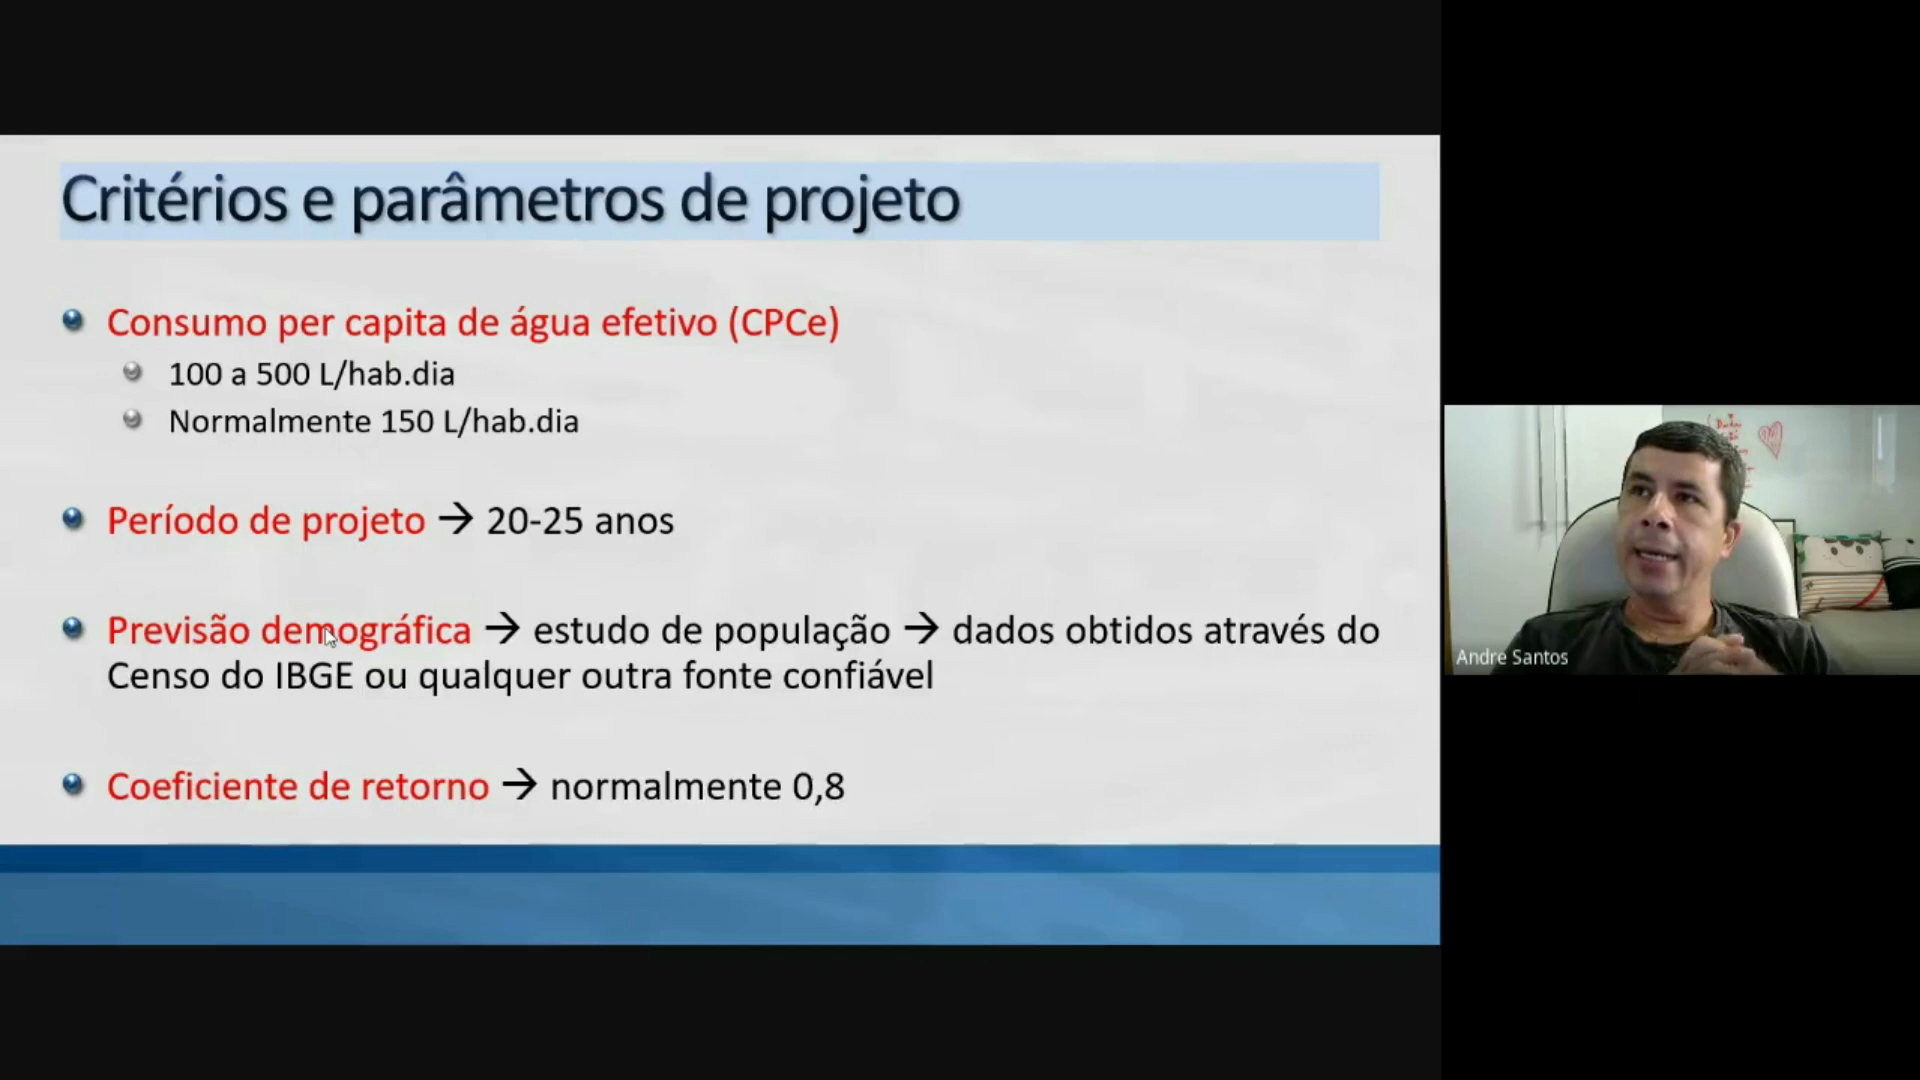 Critérios e parâmetros de projeto
Consumo per capita de água efetivo (CPCe)
100 a 500 L/hab.dia
Normalmente 150 L/hab.dia
Período de projeto → 20-25 anos
Previsão demográfica → estudo de população → dados obtidos através do
Censo do IBGE ou qualquer outra fonte confiável
Coeficiente de retorno → normalmente 0,8
Andre Santos